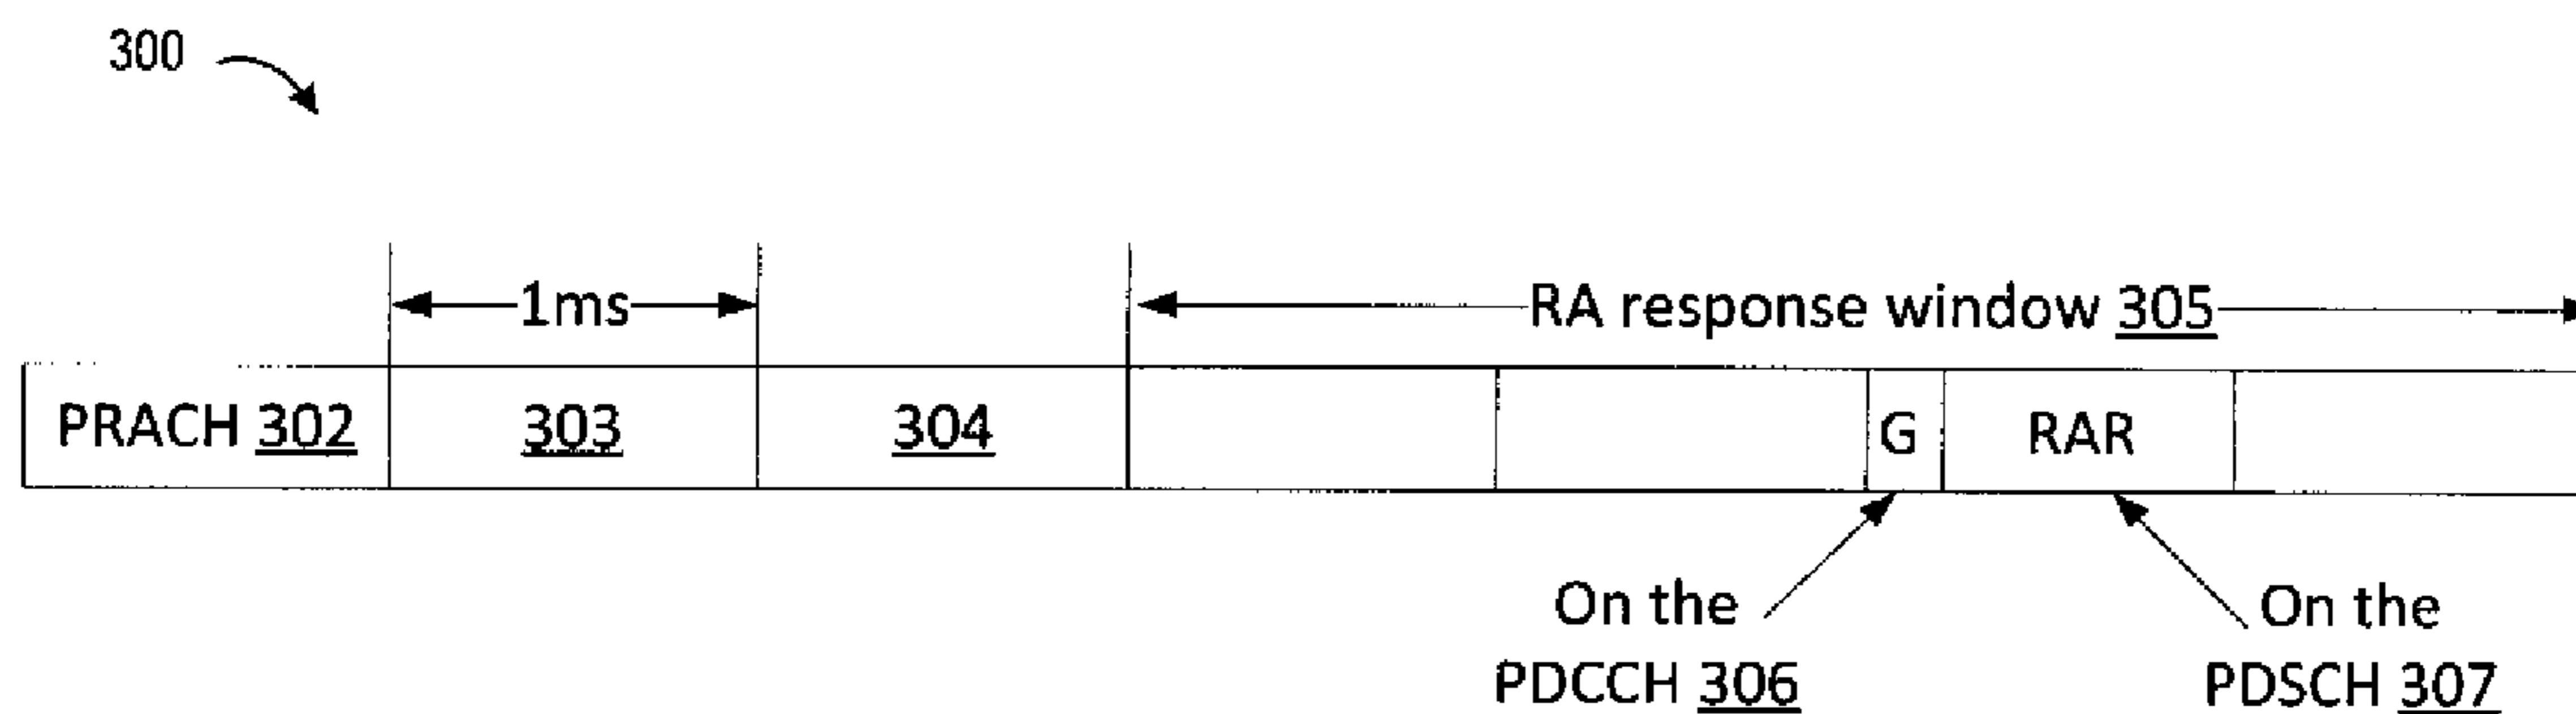 300
1ms
RA response window 305
PRACH 302
303
304
G
RAR
On the
PDCCH 306
On the
PDSCH 307